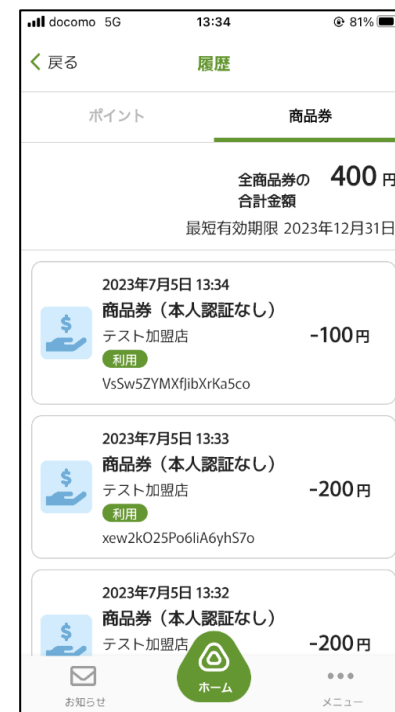 docomo 5G 13:34 81%
戻る 履歴
ポイント 商品券
全商品券の 400 円
合計金額
最短有効期限 2023年12月31日
2023年7月5日 13:34
商品券（本人認証なし）
テスト加盟店 -100円
利用
VsSw5ZYMXfJibXrKa5co
2023年7月5日 13:33
商品券（本人認証なし）
テスト加盟店 -200円
利用
xew2kO25Po6IiA6yhS7o
2023年7月5日 13:32
商品券（本人認証なし）
テスト加盟店 -200円
お知らせ ホーム メニュー